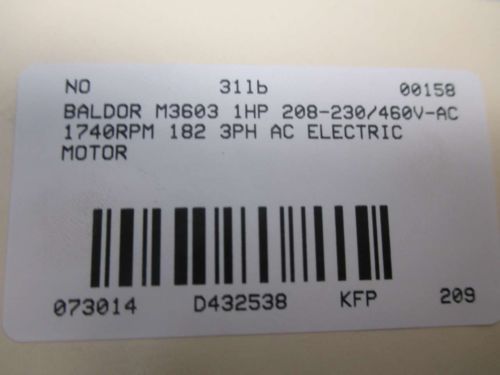 NO 31lb 00158
BALDOR M3603 1HP 208-230/460V-AC
1740RPM 182 3PH AC ELECTRIC
MOTOR
073014 D432538 KFP 209